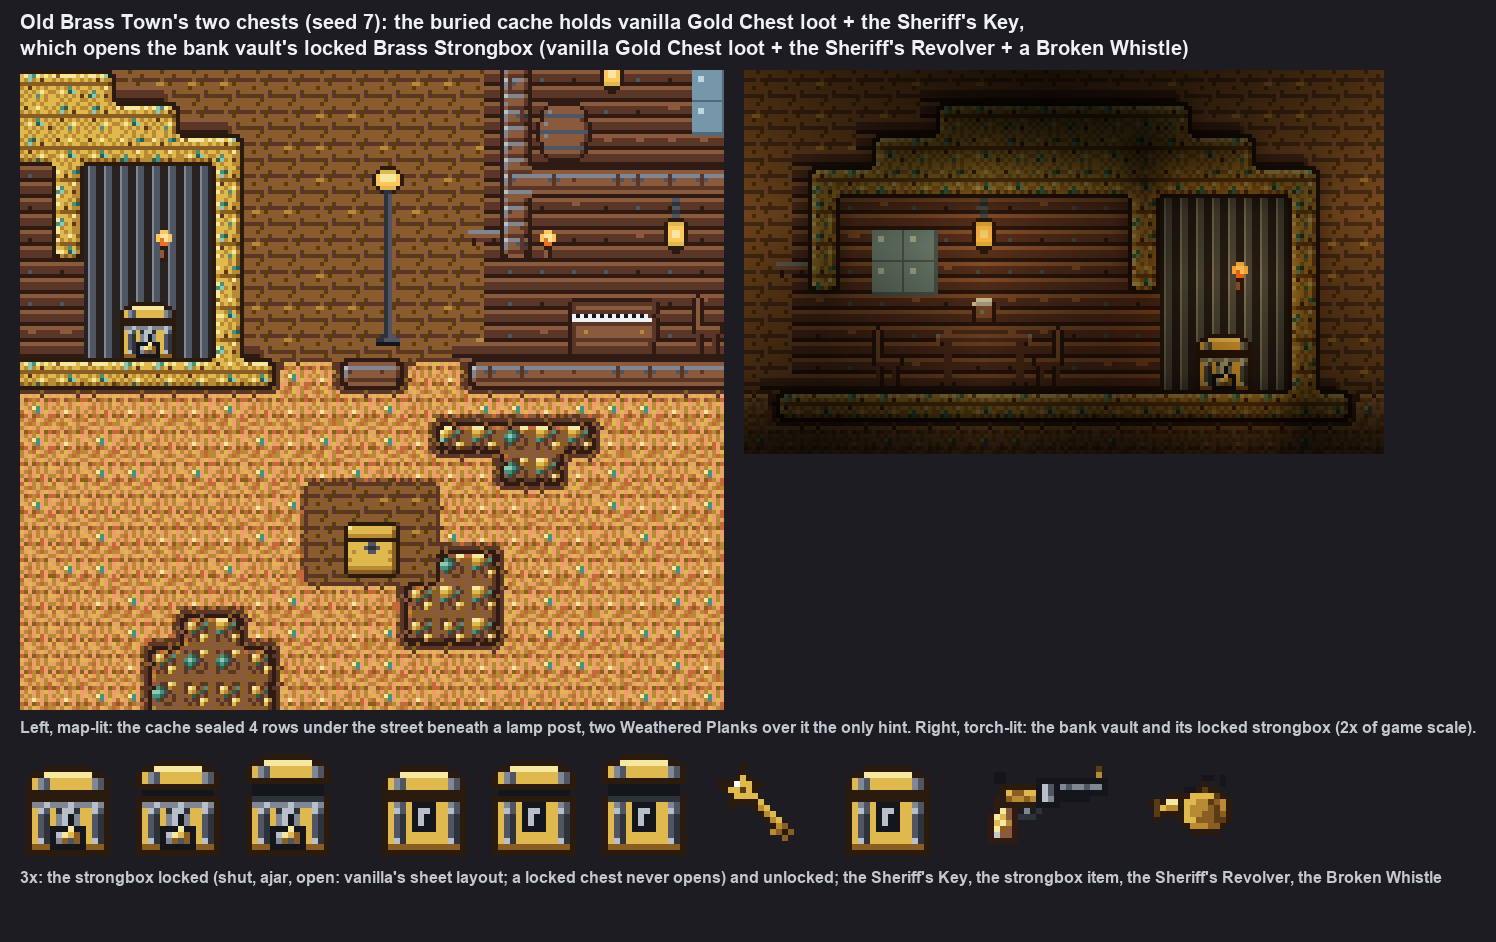 Old Brass Town's two chests (seed 7): the buried cache holds vanilla Gold Chest loot + the Sheriff's Key,
which opens the bank vault's locked Brass Strongbox (vanilla Gold Chest loot + the Sheriff's Revolver + a Broken Whistle)
Left, map-lit: the cache sealed 4 rows under the street beneath a lamp post, two Weathered Planks over it the only hint. Right, torch-lit: the bank vault and its locked strongbox (2x of game scale).
3x: the strongbox locked (shut, ajar, open: vanilla's sheet layout; a locked chest never opens) and unlocked; the Sheriff's Key, the strongbox item, the Sheriff's Revolver, the Broken Whistle